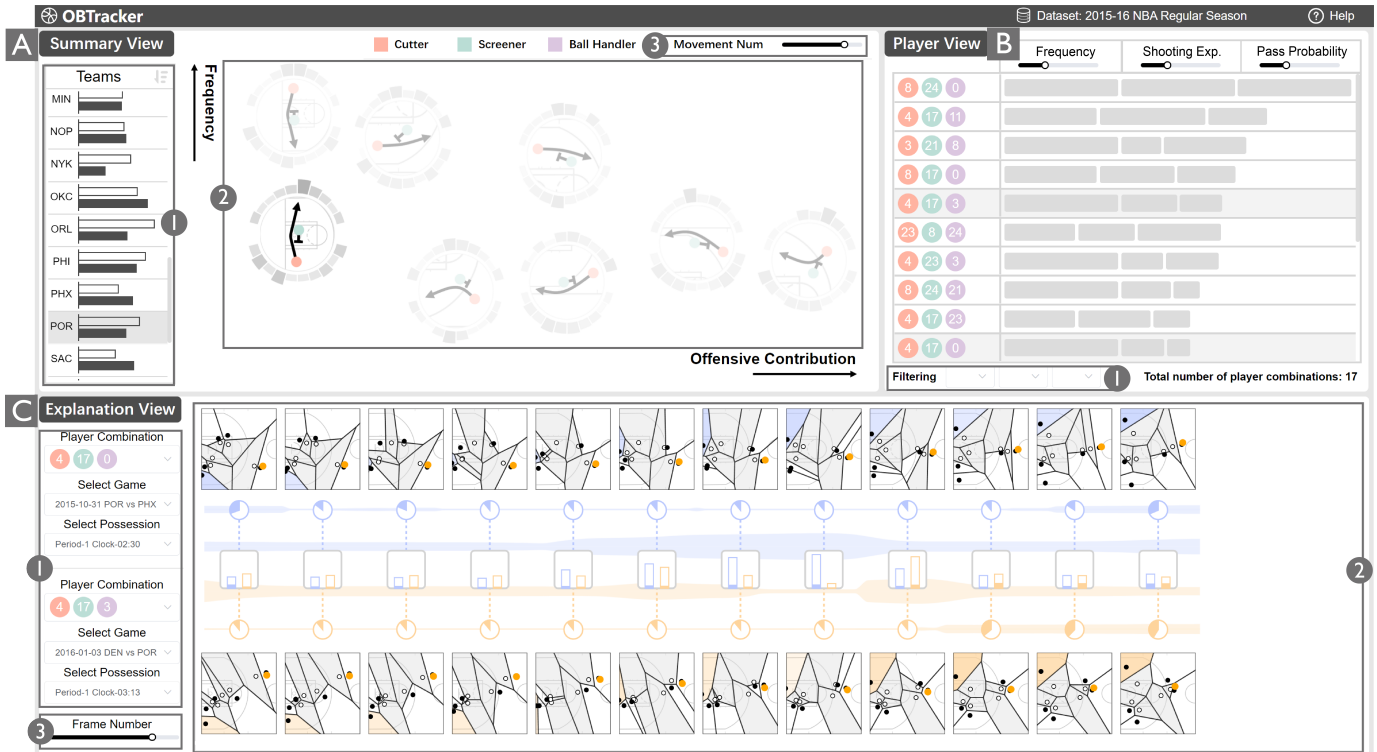 OBTracker
Dataset: 2015-16 NBA Regular Season
Help
A
Summary View
Cutter
Screener
Ball Handler
3
Movement Num
Teams
MIN
NOP
NYK
OKC
ORL
PHI
PHX
POR
SAC
1
Frequency
2
Offensive Contribution
Player View
B
Frequency
Shooting Exp.
Pass Probability
8 24 0
4 17 11
3 21 8
8 17 0
4 17 3
23 8 24
4 23 3
8 24 21
4 17 23
4 17 0
Filtering
1
Total number of player combinations: 17
C
Explanation View
Player Combination
4 17 0
Select Game
2015-10-31 POR vs PHX
Select Possession
Period-1 Clock-02:30
1
Player Combination
4 17 3
Select Game
2016-01-03 DEN vs POR
Select Possession
Period-1 Clock-03:13
3
Frame Number
2